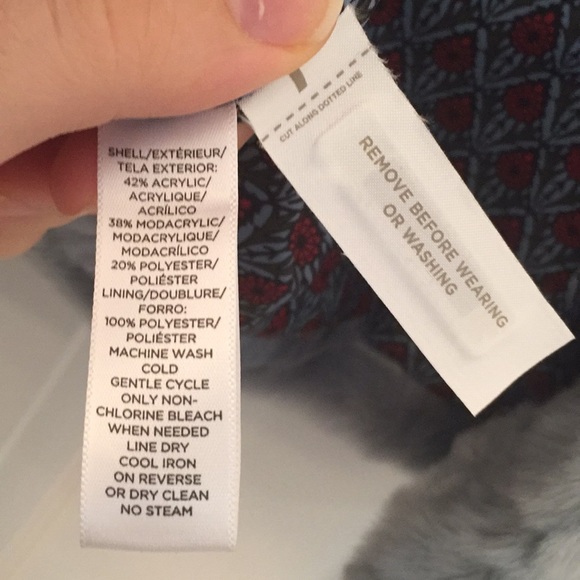 SHELL/EXTÉRIEUR/
TELA EXTERIOR:
42% ACRYLIC/
ACRYLIQUE/
ACRÍLICO
38% MODACRYLIC/
MODACRYLIQUE/
MODACRÍLICO
20% POLYESTER/
POLIÉSTER
LINING/DOUBLURE/
FORRO:
100% POLYESTER/
POLIÉSTER
MACHINE WASH
COLD
GENTLE CYCLE
ONLY NON-
CHLORINE BLEACH
WHEN NEEDED
LINE DRY
COOL IRON
ON REVERSE
OR DRY CLEAN
NO STEAM
CUT ALONG DOTTED LINE
REMOVE BEFORE WEARING
OR WASHING